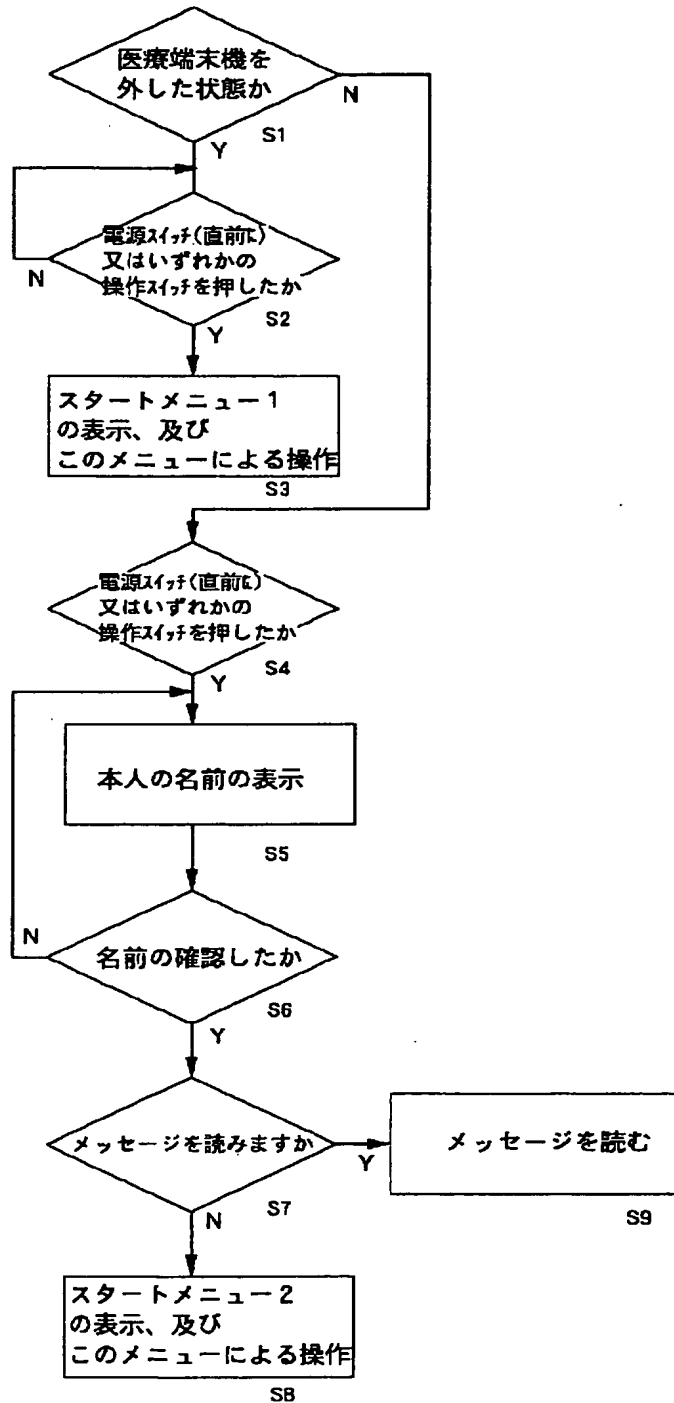 医療端末機を
外した状態か
N
S1
Y
電源スイッチ(直前に)
又はいずれかの
操作スイッチを押したか
N
S2
Y
スタートメニュー1
の表示、及び
このメニューによる操作
S3
電源スイッチ(直前に)
又はいずれかの
操作スイッチを押したか
S4
Y
本人の名前の表示
S5
N
名前の確認したか
S6
Y
メッセージを読みますか
Y
メッセージを読む
S7
N
S9
スタートメニュー2
の表示、及び
このメニューによる操作
S8